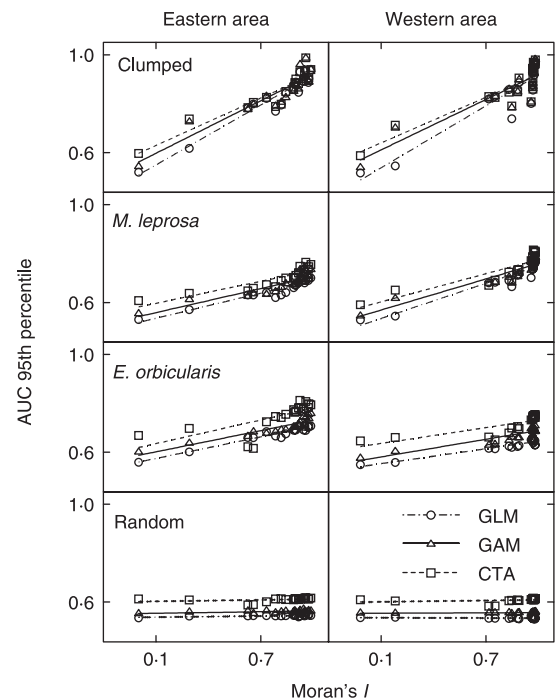 Eastern area
Western area
1·0
Clumped
0·6
1·0
M. leprosa
0·6
AUC 95th percentile
1·0
E. orbicularis
0·6
1·0
Random
GLM
GAM
CTA
0·6
0·1
0·7
0·1
0·7
Moran's I